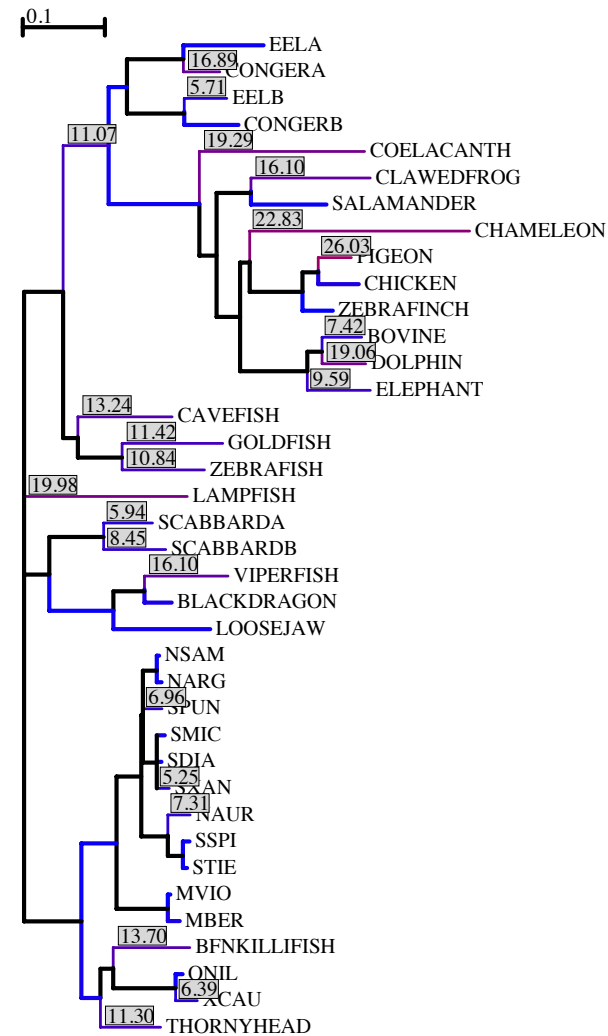 0.1
EELA
16.89
CONGERA
5.71
EELB
CONGERB
11.07
19.29
COELACANTH
16.10
CLAWEDFROG
SALAMANDER
22.83
CHAMELEON
26.03
PIGEON
CHICKEN
ZEBRAFINCH
7.42
BOVINE
19.06
DOLPHIN
9.59
ELEPHANT
13.24
CAVEFISH
11.42
GOLDFISH
10.84
ZEBRAFISH
19.98
LAMPFISH
5.94
SCABBARDA
8.45
SCABBARDB
16.10
VIPERFISH
BLACKDRAGON
LOOSEJAW
NSAM
NARG
6.96
SPUN
SMIC
SDIA
5.25
SXAN
7.31
NAUR
SSPI
STIE
MVIO
MBER
13.70
BFNKILLIFISH
ONIL
6.39
XCAU
11.30
THORNYHEAD